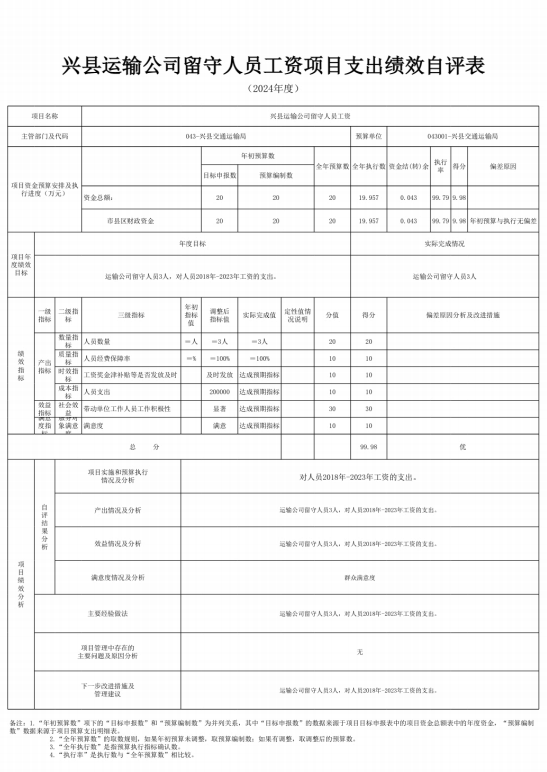 兴县运输公司留守人员工资项目支出绩效自评表
（2024年度）
项目名称 兴县运输公司留守人员工资
主管部门及代码 043-兴县交通运输局 预算单位 043001-兴县交通运输局
项目资金预算安排及执行进度（万元） 年初预算数 全年预算数 全年执行数 资金结(转)余 执行率 得分 偏差原因
目标申报数 预算编制数
资金总额： 20 20 20 19.957 0.043 99.79 9.98
市县区财政资金 20 20 20 19.957 0.043 99.79 9.98 年初预算与执行无偏差
项目年度绩效目标 年度目标 实际完成情况
运输公司留守人员3人，对人员2018年-2023年工资的支出。 运输公司留守人员3人
绩效指标 一级指标 二级指标 三级指标 年初指标值 调整后指标值 实际完成值 定性值情况说明 分值 得分 偏差原因分析及改进措施
产出指标 数量指标 人员数量 ＝人 ＝3人 ＝3人 20 20
质量指标 人员经费保障率 ＝% ＝100% ＝100% 10 10
时效指标 工资奖金津补贴等是否发放及时 及时发放 达成预期指标 10 10
成本指标 人员支出 200000 达成预期指标 10 10
效益指标 社会效益 带动单位工作人员工作积极性 显著 达成预期指标 30 30
满意度指标 服务对象满意度 满意度 满意 达成预期指标 10 10
总 分 99.98 优
项目绩效分析 自评结果分析 项目实施和预算执行情况及分析 对人员2018年-2023年工资的支出。
产出情况及分析 运输公司留守人员3人，对人员2018年-2023年工资的支出。
效益情况及分析 运输公司留守人员3人，对人员2018年-2023年工资的支出。
满意度情况及分析 群众满意度
主要经验做法 运输公司留守人员3人，对人员2018年-2023年工资的支出。
项目管理中存在的主要问题及原因分析 无
下一步改进措施及管理建议 运输公司留守人员3人，对人员2018年-2023年工资的支出。
备注：1.“年初预算数”项下的“目标申报数”和“预算编制数”为并列关系，其中“目标申报数”的数据来源于项目目标申报表中的项目资金总额表中的年度资金，“预算编制
数”数据来源于项目预算支出明细表。
2.“全年预算数”的取数规则，如果年初预算未调整，取预算编制数；如果有调整，取调整后的预算数。
3.“全年执行数”是指预算执行指标确认数。
4.“执行率”是执行数与“全年预算数”相比较。